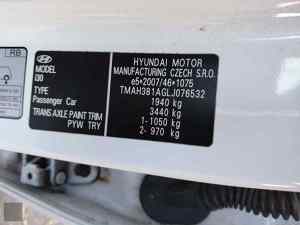 RB
MODEL
i30
TYPE
Passenger Car
TRANS AXLE PAINT TRIM
PYW TRY
HYUNDAI MOTOR
MANUFACTURING CZECH S.R.O.
e5*2007/46*1075
TMAH381AGLJ076532
1940 kg
3440 kg
1- 1050 kg
2- 970 kg